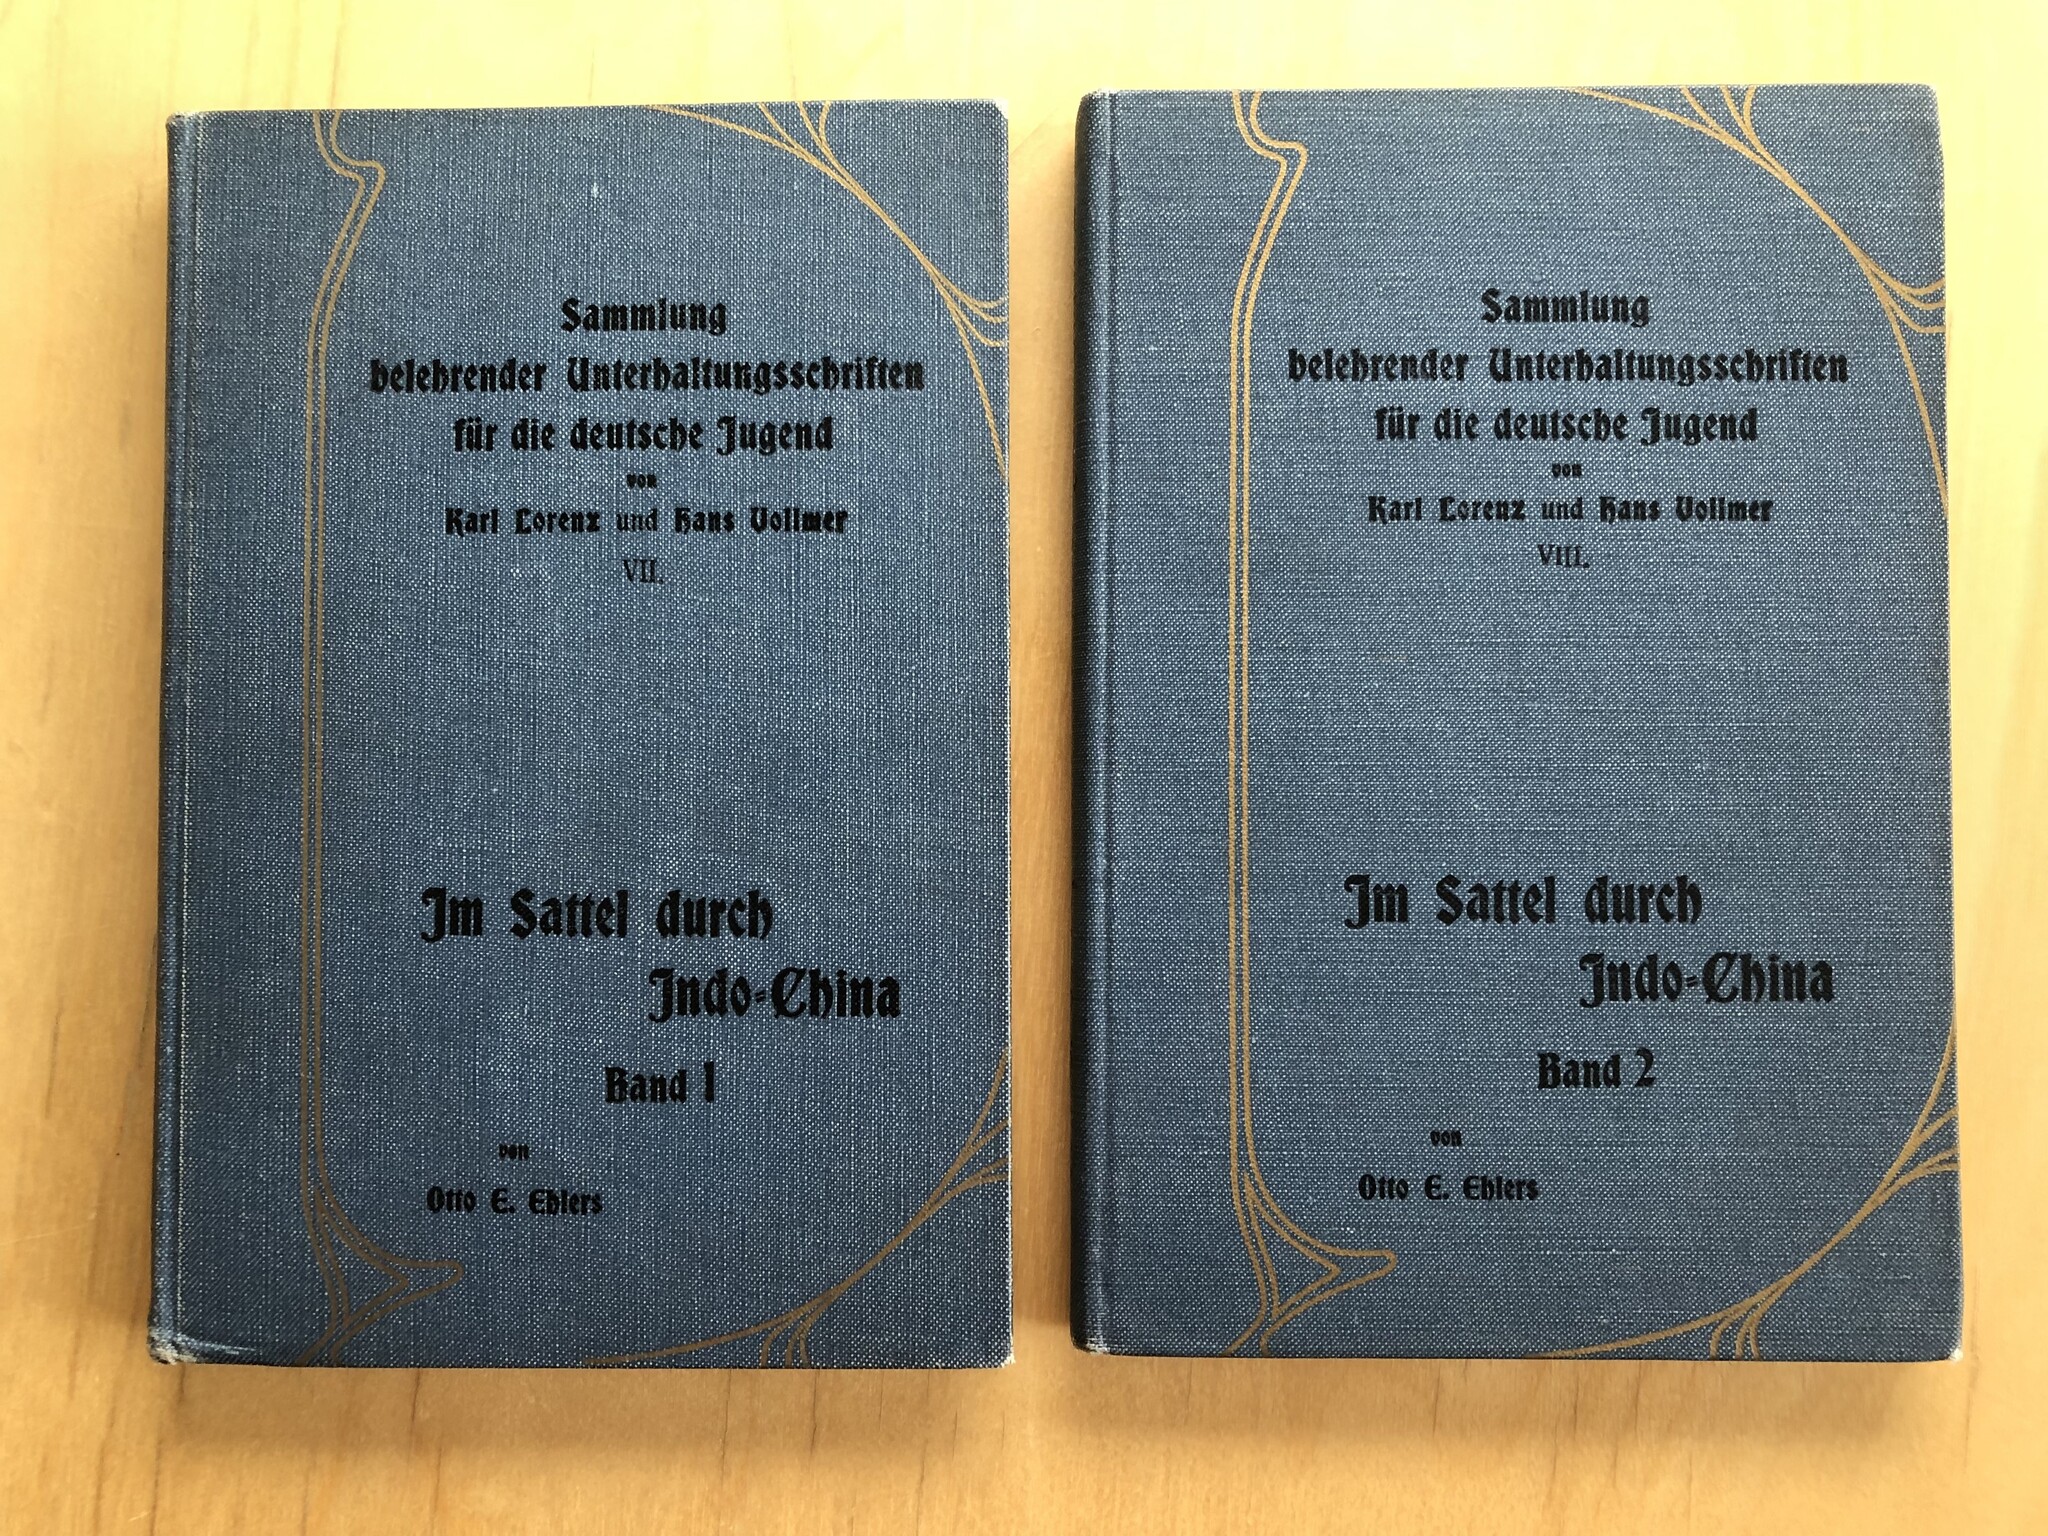 Sammlung
belehrender Unterhaltungsschriften
für die deutsche Jugend
von
Karl Lorenz und Hans Vollmer
VII.
Im Sattel durch
Indo-China
Band 1
von
Otto E. Ehlers
Sammlung
belehrender Unterhaltungsschriften
für die deutsche Jugend
von
Karl Lorenz und Hans Vollmer
VIII.
Im Sattel durch
Indo-China
Band 2
von
Otto E. Ehlers